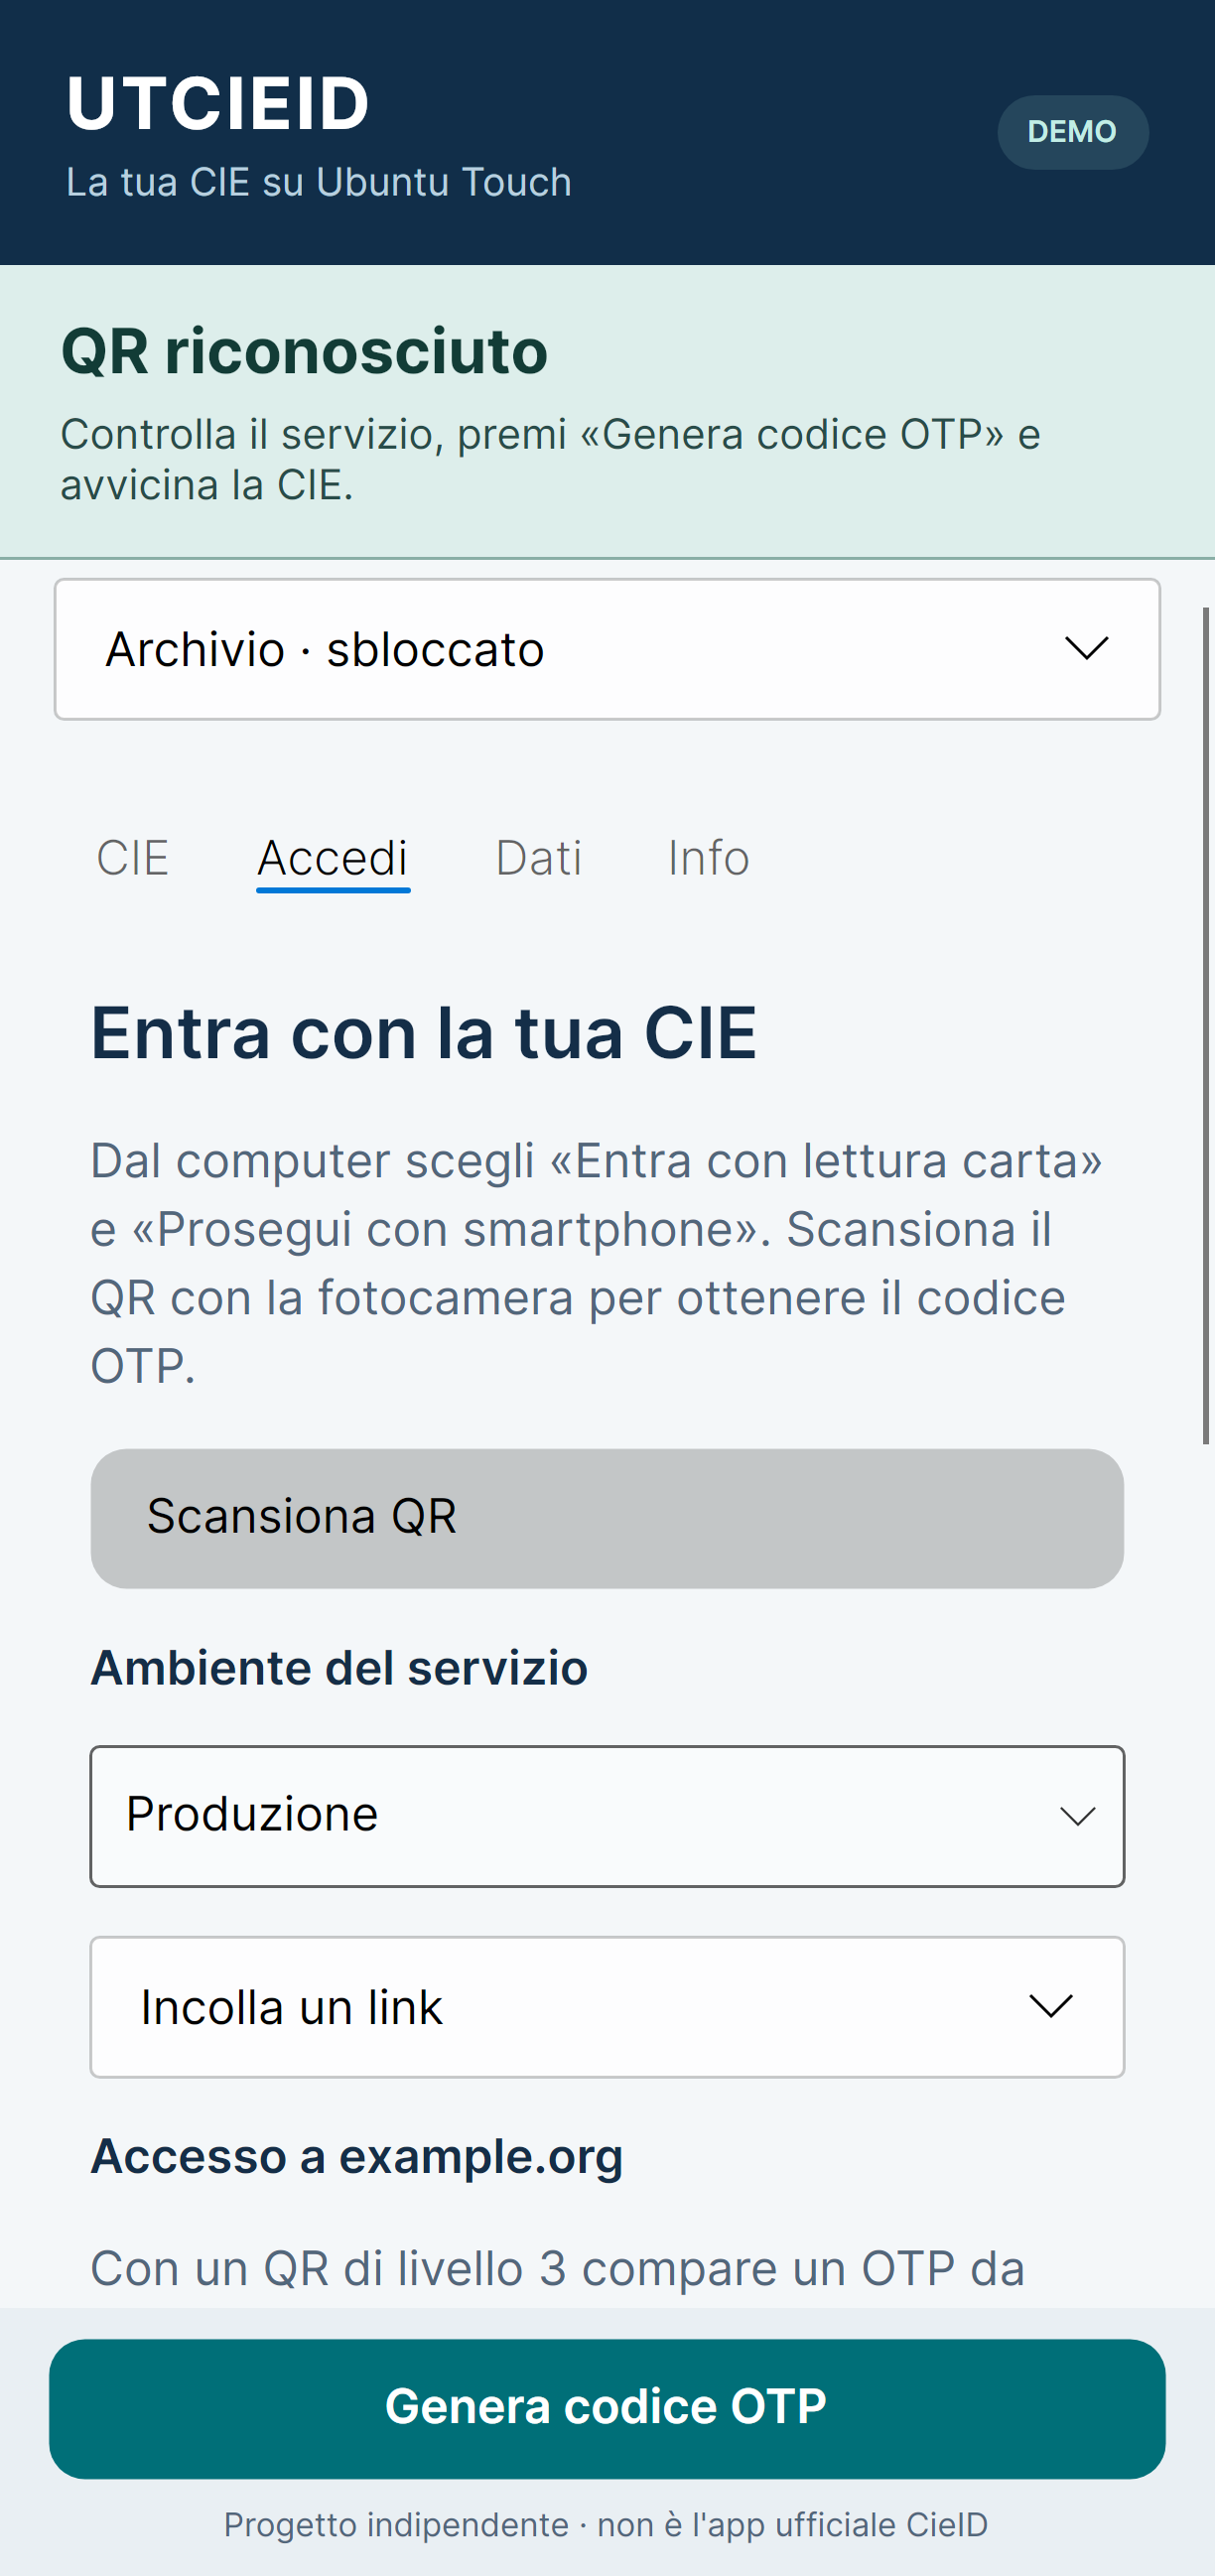 UTCIEID
La tua CIE su Ubuntu Touch
DEMO
QR riconosciuto
Controlla il servizio, premi «Genera codice OTP» e
avvicina la CIE.
Archivio · sbloccato
CIE
Accedi
Dati
Info
Entra con la tua CIE
Dal computer scegli «Entra con lettura carta»
e «Prosegui con smartphone». Scansiona il
QR con la fotocamera per ottenere il codice
OTP.
Scansiona QR
Ambiente del servizio
Produzione
Incolla un link
Accesso a example.org
Con un QR di livello 3 compare un OTP da
Genera codice OTP
Progetto indipendente · non è l'app ufficiale CieID